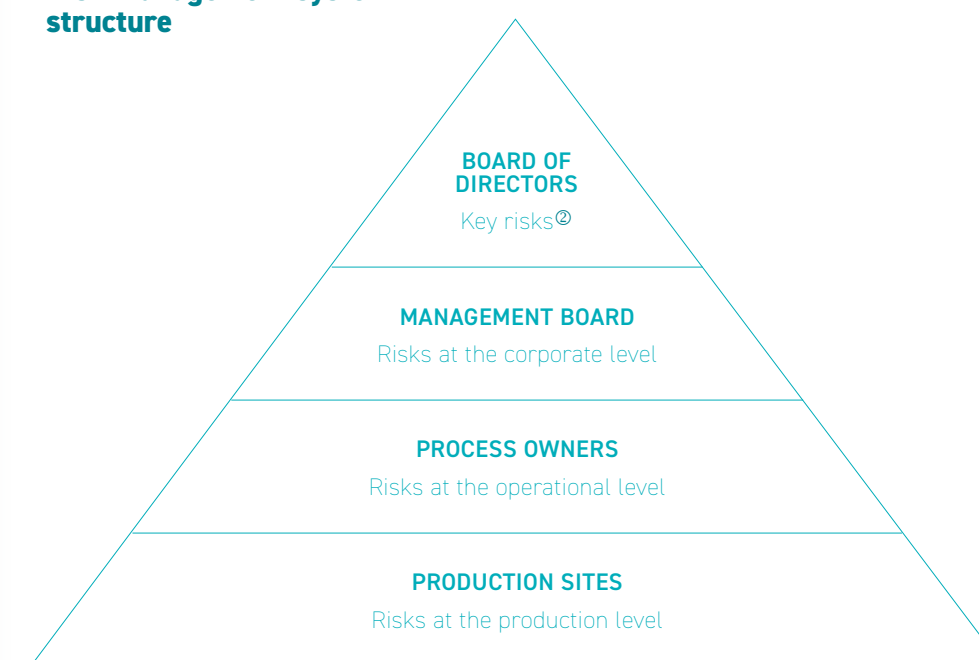 structure
BOARD OF
DIRECTORS
Key risks②
MANAGEMENT BOARD
Risks at the corporate level
PROCESS OWNERS
Risks at the operational level
PRODUCTION SITES
Risks at the production level